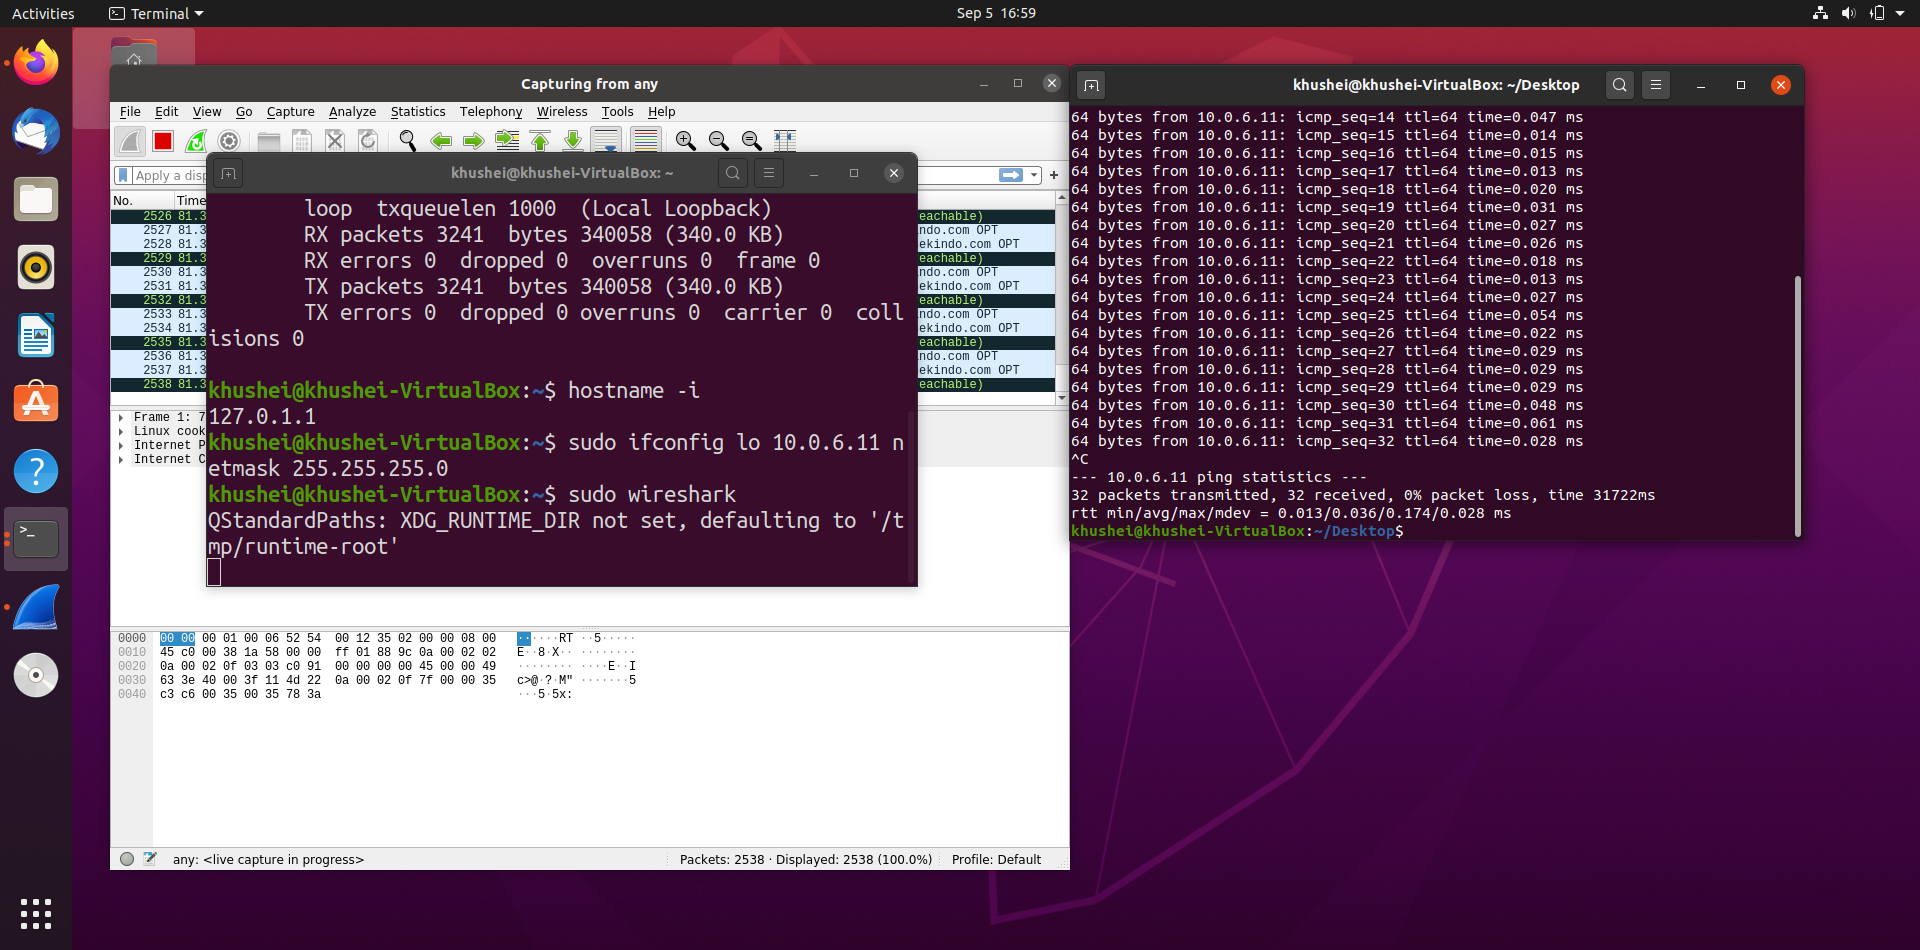 Activities
Terminal
Sep 5 16:59
Capturing from any
File Edit View Go Capture Analyze Statistics Telephony Wireless Tools Help
Apply a disp
No. Time
2526 81.3 reachable)
2527 81.3 ndo.com OPT
2528 81.3 ekindo.com OPT
2529 81.3 reachable)
2530 81.3 ndo.com OPT
2531 81.3 ekindo.com OPT
2532 81.3 reachable)
2533 81.3 ndo.com OPT
2534 81.3 ekindo.com OPT
2535 81.3 reachable)
2536 81.3 ndo.com OPT
2537 81.3 ekindo.com OPT
2538 81.3 reachable)
Frame 1: 7
Linux cook
Internet P
Internet C
khushei@khushei-VirtualBox: ~
loop txqueuelen 1000 (Local Loopback)
RX packets 3241 bytes 340058 (340.0 KB)
RX errors 0 dropped 0 overruns 0 frame 0
TX packets 3241 bytes 340058 (340.0 KB)
TX errors 0 dropped 0 overruns 0 carrier 0 coll
isions 0
khushei@khushei-VirtualBox:~$ hostname -i
127.0.1.1
khushei@khushei-VirtualBox:~$ sudo ifconfig lo 10.0.6.11 n
etmask 255.255.255.0
khushei@khushei-VirtualBox:~$ sudo wireshark
QStandardPaths: XDG_RUNTIME_DIR not set, defaulting to '/t
mp/runtime-root'
0000 00 00 00 01 00 06 52 54 00 12 35 02 00 00 08 00 ······RT ··5·····
0010 45 c0 00 38 1a 58 00 00 ff 01 88 9c 0a 00 02 02 E··8·X·· ········
0020 0a 00 02 0f 03 03 c0 91 00 00 00 00 45 00 00 49 ········ ····E··I
0030 63 3e 40 00 3f 11 4d 22 0a 00 02 0f 7f 00 00 35 c>@·?·M" ·······5
0040 c3 c6 00 35 00 35 78 3a ···5·5x:
any: <live capture in progress>
Packets: 2538 · Displayed: 2538 (100.0%)
Profile: Default
khushei@khushei-VirtualBox: ~/Desktop
64 bytes from 10.0.6.11: icmp_seq=14 ttl=64 time=0.047 ms
64 bytes from 10.0.6.11: icmp_seq=15 ttl=64 time=0.014 ms
64 bytes from 10.0.6.11: icmp_seq=16 ttl=64 time=0.015 ms
64 bytes from 10.0.6.11: icmp_seq=17 ttl=64 time=0.013 ms
64 bytes from 10.0.6.11: icmp_seq=18 ttl=64 time=0.020 ms
64 bytes from 10.0.6.11: icmp_seq=19 ttl=64 time=0.031 ms
64 bytes from 10.0.6.11: icmp_seq=20 ttl=64 time=0.027 ms
64 bytes from 10.0.6.11: icmp_seq=21 ttl=64 time=0.026 ms
64 bytes from 10.0.6.11: icmp_seq=22 ttl=64 time=0.018 ms
64 bytes from 10.0.6.11: icmp_seq=23 ttl=64 time=0.013 ms
64 bytes from 10.0.6.11: icmp_seq=24 ttl=64 time=0.027 ms
64 bytes from 10.0.6.11: icmp_seq=25 ttl=64 time=0.054 ms
64 bytes from 10.0.6.11: icmp_seq=26 ttl=64 time=0.022 ms
64 bytes from 10.0.6.11: icmp_seq=27 ttl=64 time=0.029 ms
64 bytes from 10.0.6.11: icmp_seq=28 ttl=64 time=0.029 ms
64 bytes from 10.0.6.11: icmp_seq=29 ttl=64 time=0.029 ms
64 bytes from 10.0.6.11: icmp_seq=30 ttl=64 time=0.048 ms
64 bytes from 10.0.6.11: icmp_seq=31 ttl=64 time=0.061 ms
64 bytes from 10.0.6.11: icmp_seq=32 ttl=64 time=0.028 ms
^C
--- 10.0.6.11 ping statistics ---
32 packets transmitted, 32 received, 0% packet loss, time 31722ms
rtt min/avg/max/mdev = 0.013/0.036/0.174/0.028 ms
khushei@khushei-VirtualBox:~/Desktop$